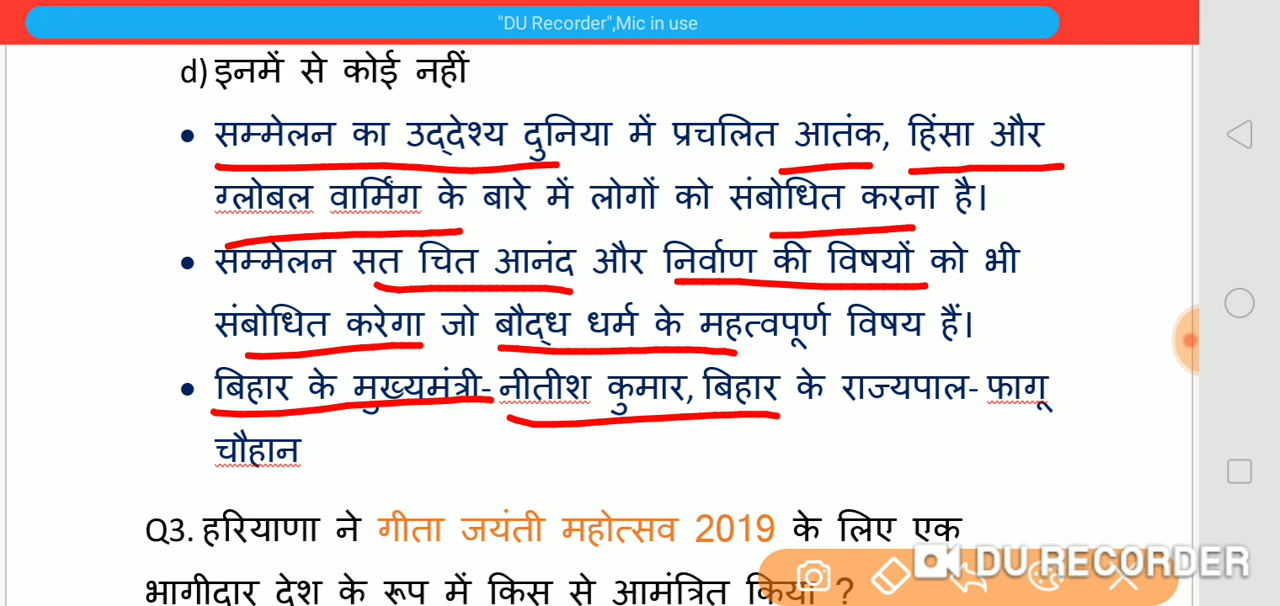 "DU Recorder",Mic in use
d) इनमें से कोई नहीं
• सम्मेलन का उद्देश्य दुनिया में प्रचलित आतंक, हिंसा और
ग्लोबल वार्मिंग के बारे में लोगों को संबोधित करना है।
• सम्मेलन सत चित आनंद और निर्वाण की विषयों को भी
संबोधित करेगा जो बौद्ध धर्म के महत्वपूर्ण विषय हैं।
• बिहार के मुख्यमंत्री- नीतीश कुमार, बिहार के राज्यपाल- फागू
चौहान
Q3. हरियाणा ने गीता जयंती महोत्सव 2019 के लिए एक
भागीदार देश के रूप में किस से आमंत्रित किया ?
DU RECORDER